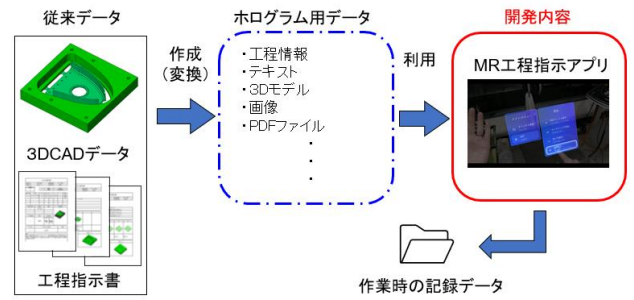 従来データ
3DCADデータ
工程指示書
作成
(変換)
ホログラム用データ
・工程情報
・テキスト
・3Dモデル
・画像
・PDFファイル
・
・
・
利用
開発内容
MR工程指示アプリ
作業時の記録データ